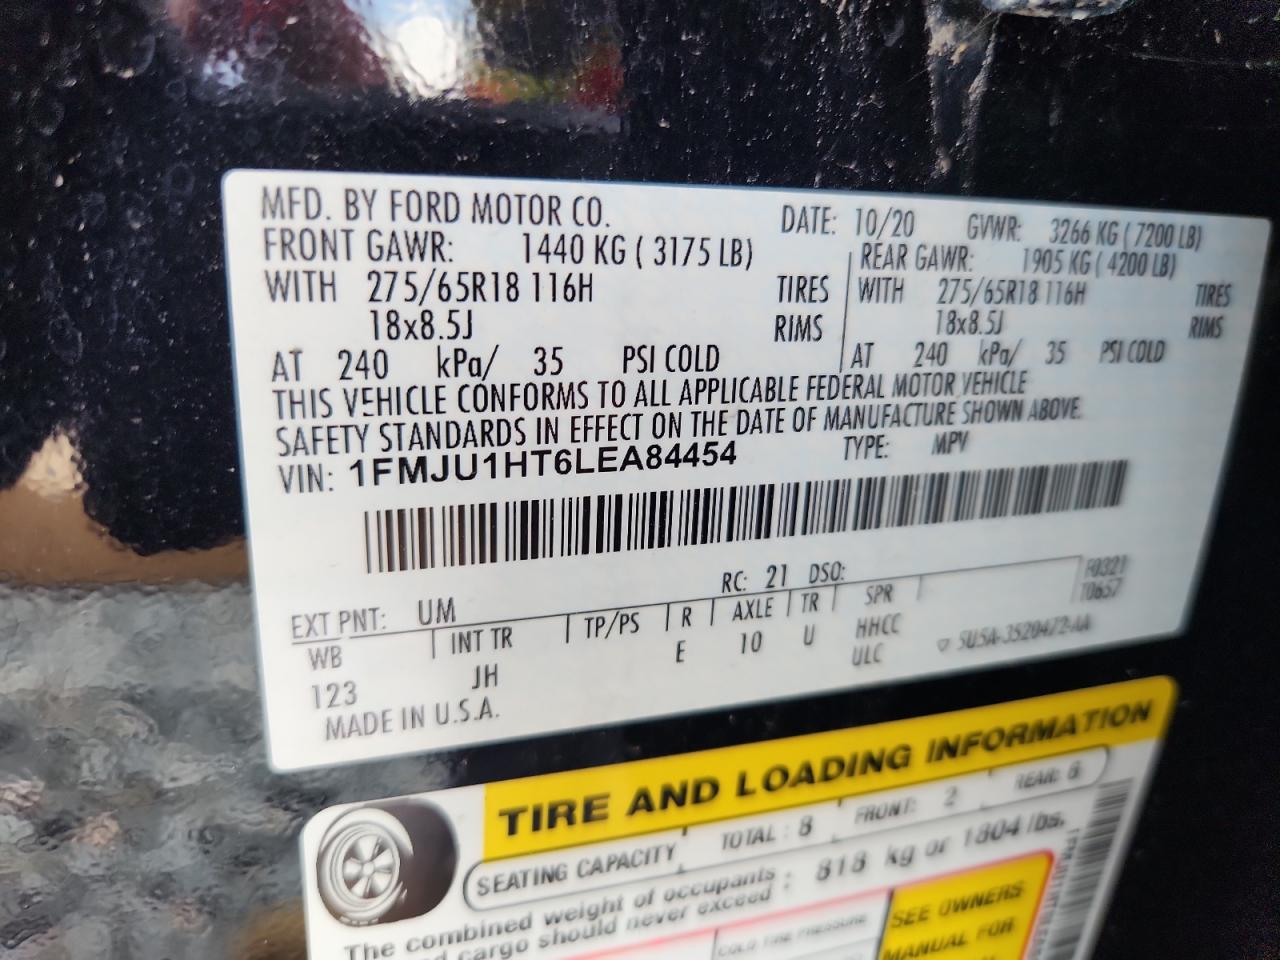 MFD. BY FORD MOTOR CO. DATE: 10/20 GVWR: 3266 KG ( 7200 LB)
FRONT GAWR: 1440 KG ( 3175 LB) REAR GAWR: 1905 KG ( 4200 LB)
WITH 275/65R18 116H TIRES WITH 275/65R18 116H TIRES
18x8.5J RIMS 18x8.5J RIMS
AT 240 kPa/ 35 PSI COLD AT 240 kPa/ 35 PSI COLD
THIS VEHICLE CONFORMS TO ALL APPLICABLE FEDERAL MOTOR VEHICLE
SAFETY STANDARDS IN EFFECT ON THE DATE OF MANUFACTURE SHOWN ABOVE.
VIN: 1FMJU1HT6LEA84454 TYPE: MPV
EXT PNT: UM RC: 21 DSO: F0321
WB INT TR TP/PS R AXLE TR SPR T0657
123 JH E 10 U HHCC
ULC
MADE IN U.S.A.
TIRE AND LOADING INFORMATION
SEATING CAPACITY TOTAL : 8 FRONT: 2 REAR: 6
The combined weight of occupants : 818 kg or 1804 lbs.
cargo should never exceed
COLD TIRE PRESSURE
SEE OWNERS
MANUAL FOR